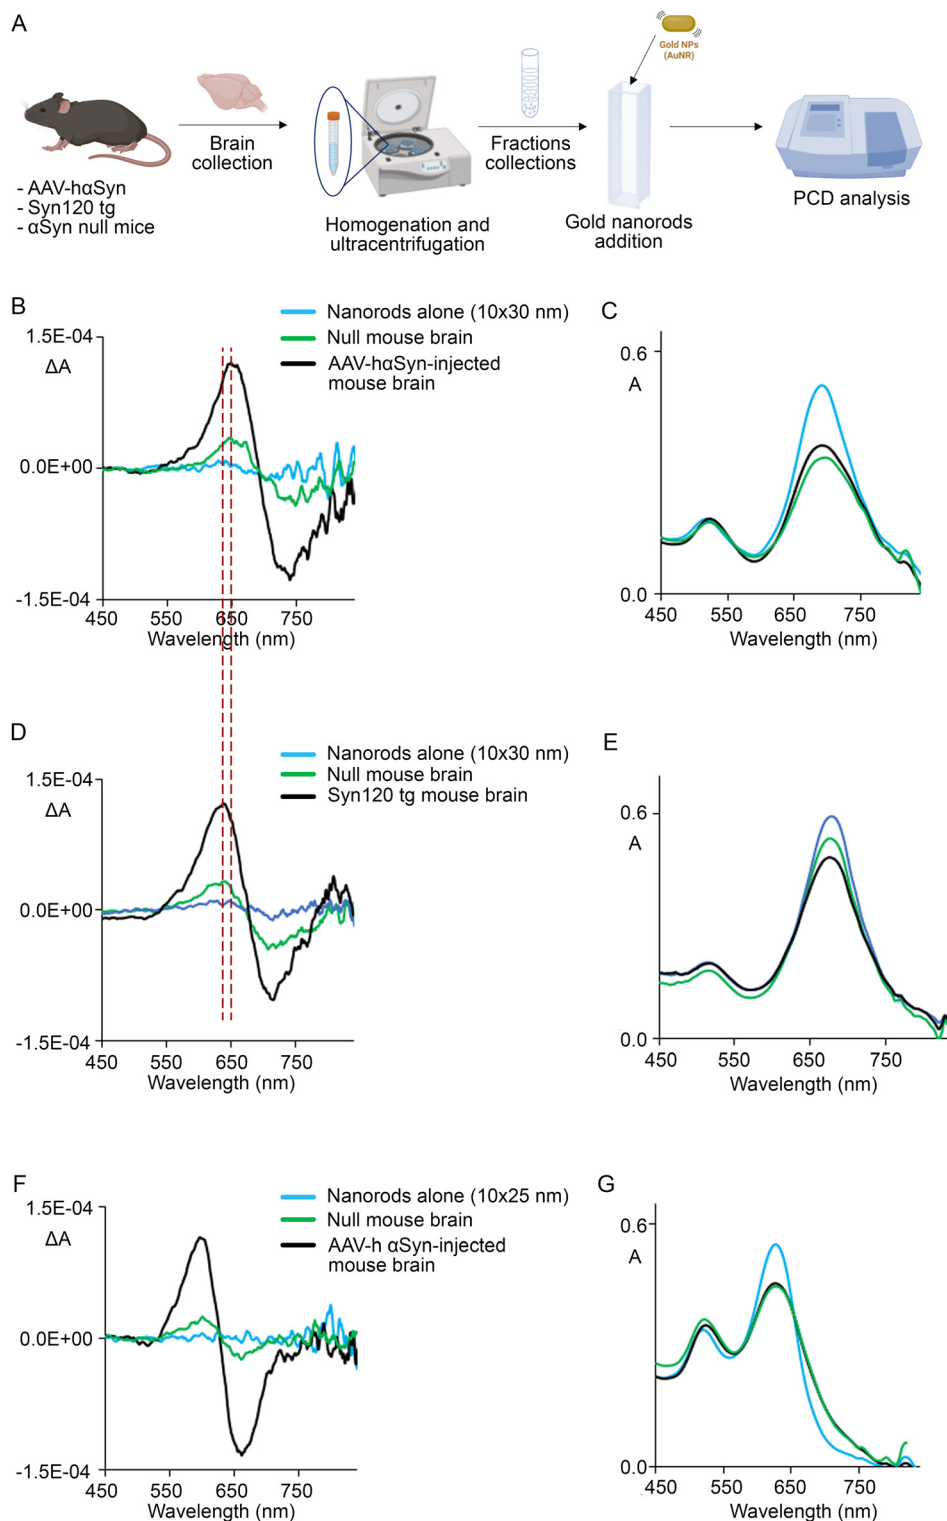 A
Gold NPs
(AuNR)
Brain
collection
Fractions
collections
- AAV-hαSyn
- Syn120 tg
- αSyn null mice
Homogenation and
ultracentrifugation
Gold nanorods
addition
PCD analysis
B
Nanorods alone (10x30 nm)
Null mouse brain
AAV-hαSyn-injected
mouse brain
1.5E-04
ΔA
0.0E+00
-1.5E-04
450 550 650 750
Wavelength (nm)
C
0.6
A
0.0
450 550 650 750
Wavelength (nm)
D
Nanorods alone (10x30 nm)
Null mouse brain
Syn120 tg mouse brain
1.5E-04
ΔA
0.0E+00
-1.5E-04
450 550 650 750
Wavelength (nm)
E
0.6
A
0.0
450 550 650 750
Wavelength (nm)
F
Nanorods alone (10x25 nm)
Null mouse brain
AAV-h αSyn-injected
mouse brain
1.5E-04
ΔA
0.0E+00
-1.5E-04
450 550 650 750
Wavelength (nm)
G
0.6
A
0.0
450 550 650 750
Wavelength (nm)